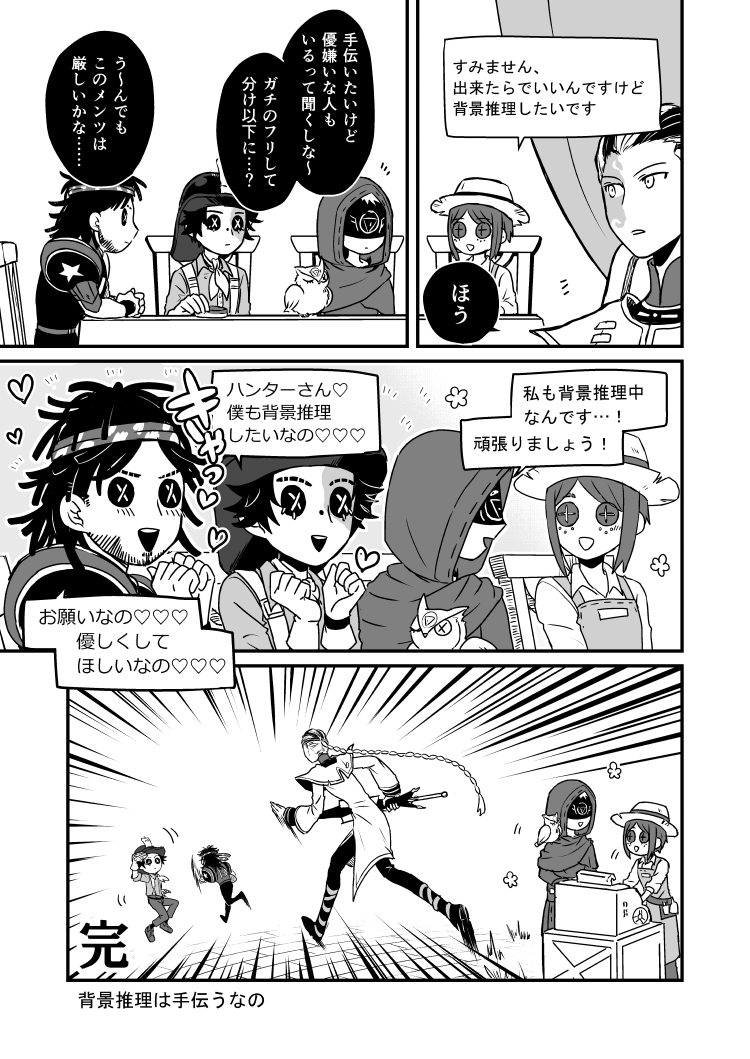 すみません、
出来たらでいいんですけど
背景推理したいです
ほう
手伝いたいけど
優嫌いな人も
いるって聞くしな～
ガチのフリして
分け以下に…?
う～んでも
このメンツは
厳しいかな……
私も背景推理中
なんです…!
頑張りましょう!
ハンターさん♡
僕も背景推理
したいなの♡♡♡
キャッ
お願いなの♡♡♡
優しくして
ほしいなの♡♡♡
完
背景推理は手伝うなの